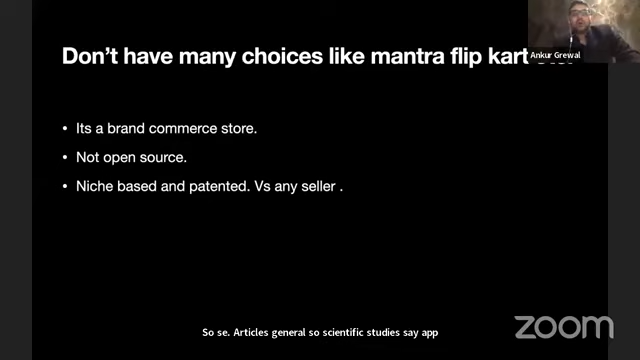 Don't have many choices like mantra flip kart
Ankur Grewal
• Its a brand commerce store.
• Not open source.
• Niche based and patented. Vs any seller .
So se. Articles general so scientific studies say app
zoom